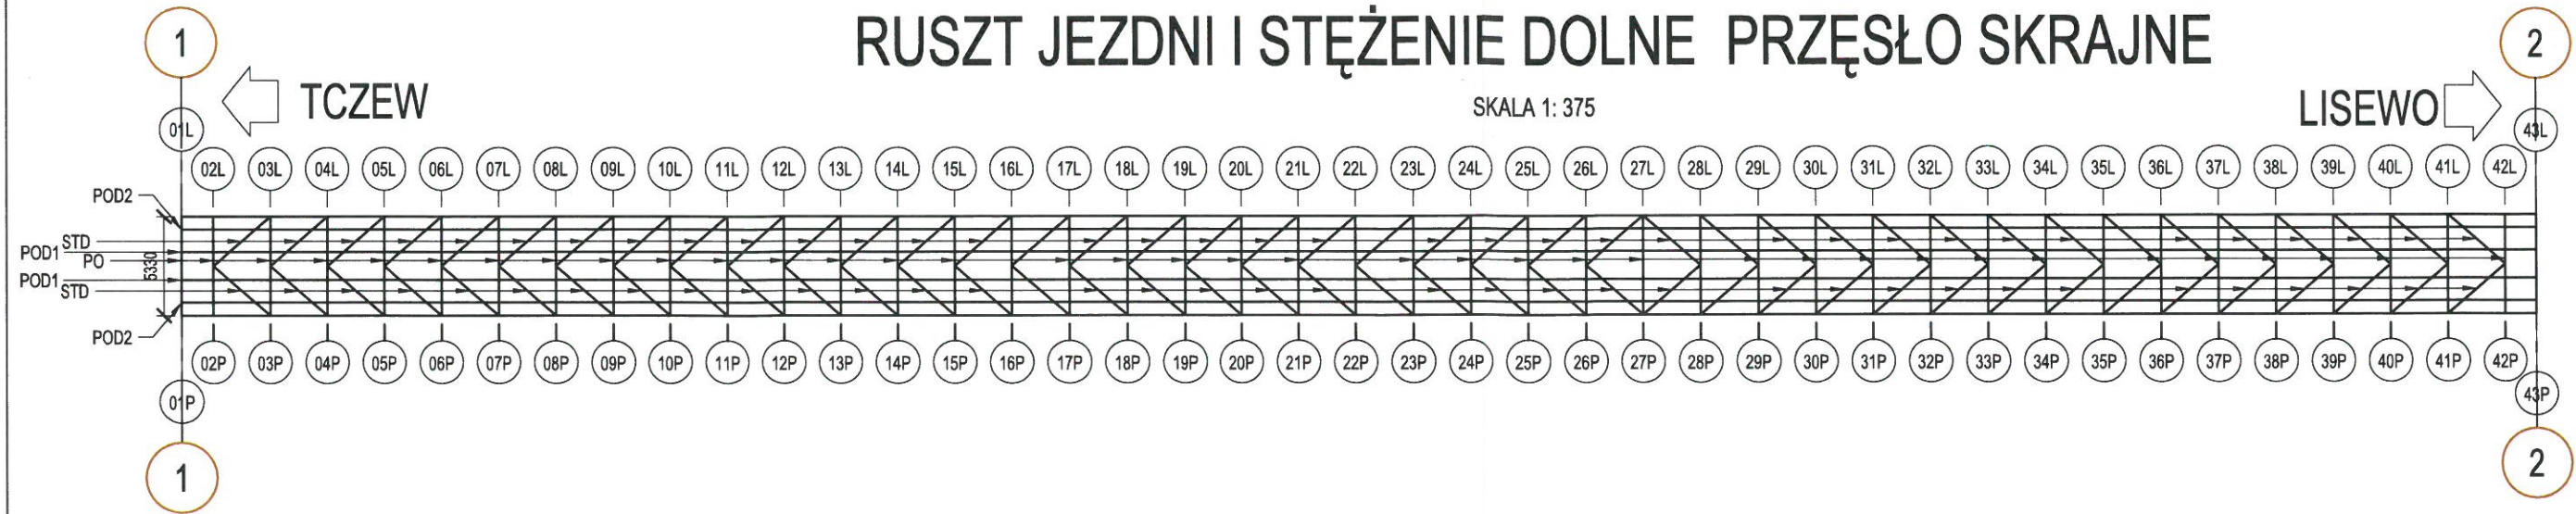 1
RUSZT JEZDNI I STĘŻENIE DOLNE PRZĘSŁO SKRAJNE
2
TCZEW
SKALA 1: 375
LISEWO
01L
43L
02L 03L 04L 05L 06L 07L 08L 09L 10L 11L 12L 13L 14L 15L 16L 17L 18L 19L 20L 21L 22L 23L 24L 25L 26L 27L 28L 29L 30L 31L 32L 33L 34L 35L 36L 37L 38L 39L 40L 41L 42L
POD2
STD
POD1
PO
5330
POD1
STD
POD2
02P 03P 04P 05P 06P 07P 08P 09P 10P 11P 12P 13P 14P 15P 16P 17P 18P 19P 20P 21P 22P 23P 24P 25P 26P 27P 28P 29P 30P 31P 32P 33P 34P 35P 36P 37P 38P 39P 40P 41P 42P
01P
43P
1
2